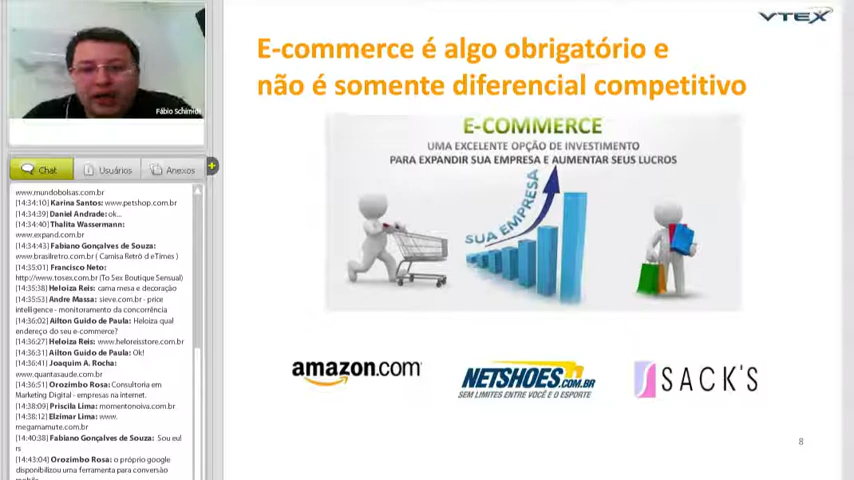 Fábio Schimidt
Chat
Usuários
Anexos
www.mundobolsas.com.br
[14:34:10] Karina Santos: www.petshop.com.br
[14:34:39] Daniel Andrade: ok...
[14:34:40] Thalita Wassermann:
www.expand.com.br
[14:34:43] Fabiano Gonçalves de Souza:
www.brasilretro.com.br ( Camisa Retrô d eTimes )
[14:35:01] Francisco Neto:
http://www.tosex.com.br (To Sex Boutique Sensual)
[14:35:38] Heloiza Reis: cama mesa e decoração
[14:35:53] Andre Massa: sieve.com.br - price
intelligence - monitoramento da concorrência
[14:36:02] Ailton Guido de Paula: Heloiza qual
endereço do seu e-commerce?
[14:36:27] Heloiza Reis: www.heloreisstore.com.br
[14:36:31] Ailton Guido de Paula: Ok!
[14:36:41] Joaquim A. Rocha:
www.quantasaude.com.br
[14:36:51] Orozimbo Rosa: Consultoria em
Marketing Digital - empresas na internet.
[14:38:09] Priscila Lima: momentonoiva.com.br
[14:38:12] Elzimar Lima: www.
megamamute.com.br
[14:40:38] Fabiano Gonçalves de Souza: Sou eu!
rs
[14:43:04] Orozimbo Rosa: o próprio google
disponibilizou uma ferramenta para conversão
VTEX
E-commerce é algo obrigatório e
não é somente diferencial competitivo
E-COMMERCE
UMA EXCELENTE OPÇÃO DE INVESTIMENTO
PARA EXPANDIR SUA EMPRESA E AUMENTAR SEUS LUCROS
SUA EMPRESA
amazon.com
NETSHOES.COM.BR
SEM LIMITES ENTRE VOCÊ E O ESPORTE
SACK'S
8